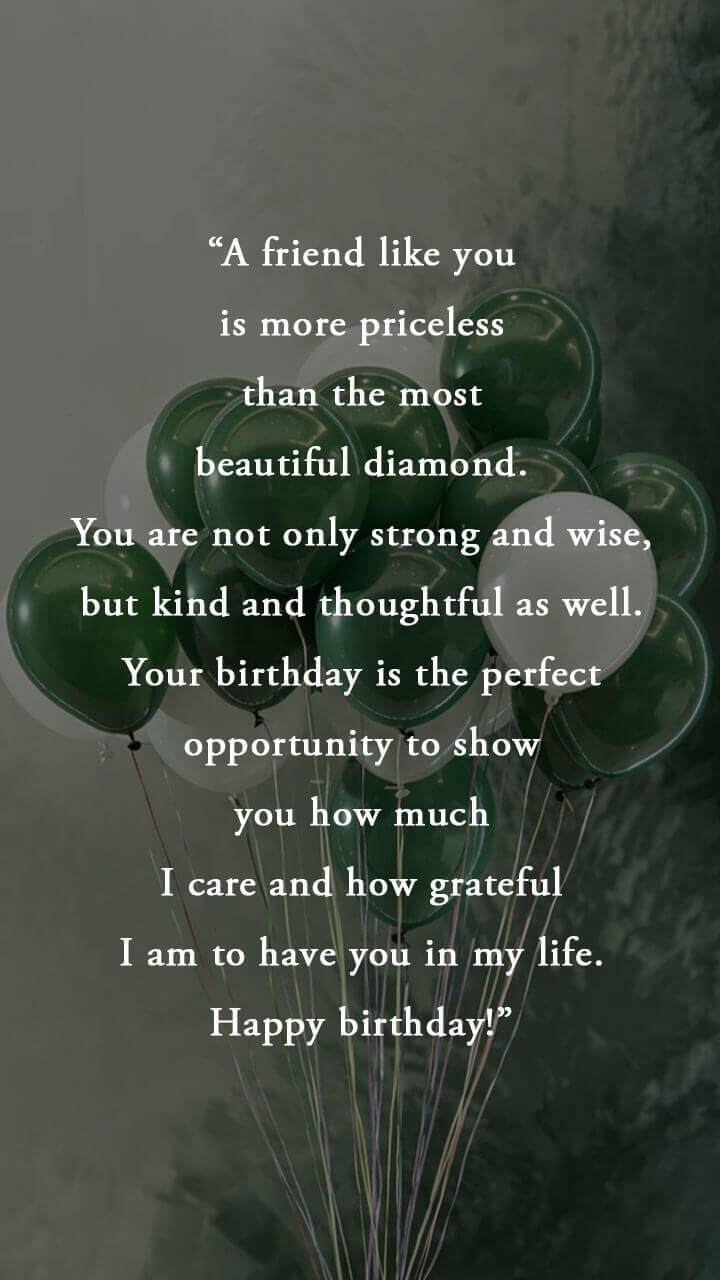 “A friend like you
is more priceless
than the most
beautiful diamond.
You are not only strong and wise,
but kind and thoughtful as well.
Your birthday is the perfect
opportunity to show
you how much
I care and how grateful
I am to have you in my life.
Happy birthday!”